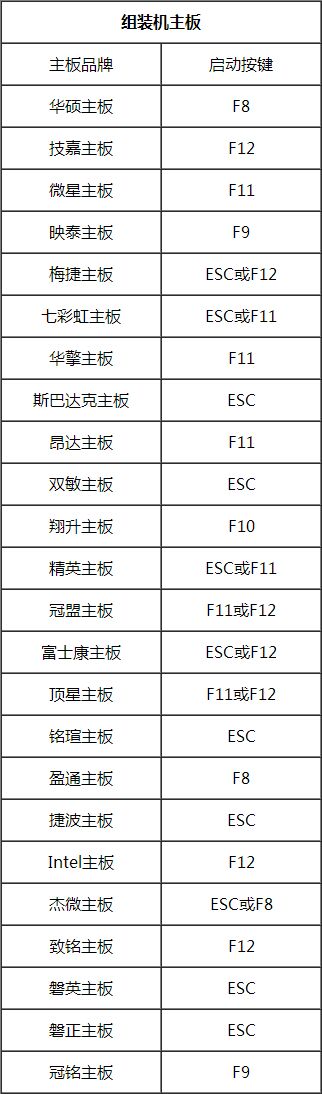 组装机主板
主板品牌 启动按键
华硕主板 F8
技嘉主板 F12
微星主板 F11
映泰主板 F9
梅捷主板 ESC或F12
七彩虹主板 ESC或F11
华擎主板 F11
斯巴达克主板 ESC
昂达主板 F11
双敏主板 ESC
翔升主板 F10
精英主板 ESC或F11
冠盟主板 F11或F12
富士康主板 ESC或F12
顶星主板 F11或F12
铭瑄主板 ESC
盈通主板 F8
捷波主板 ESC
Intel主板 F12
杰微主板 ESC或F8
致铭主板 F12
磐英主板 ESC
磐正主板 ESC
冠铭主板 F9